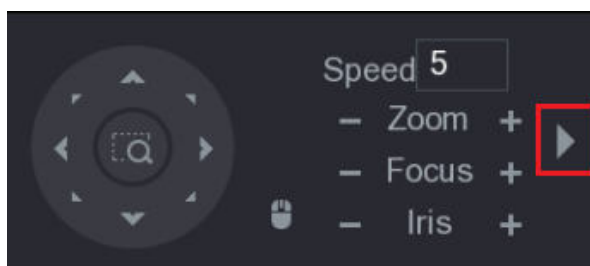 Speed 5
− Zoom +
− Focus +
− Iris +